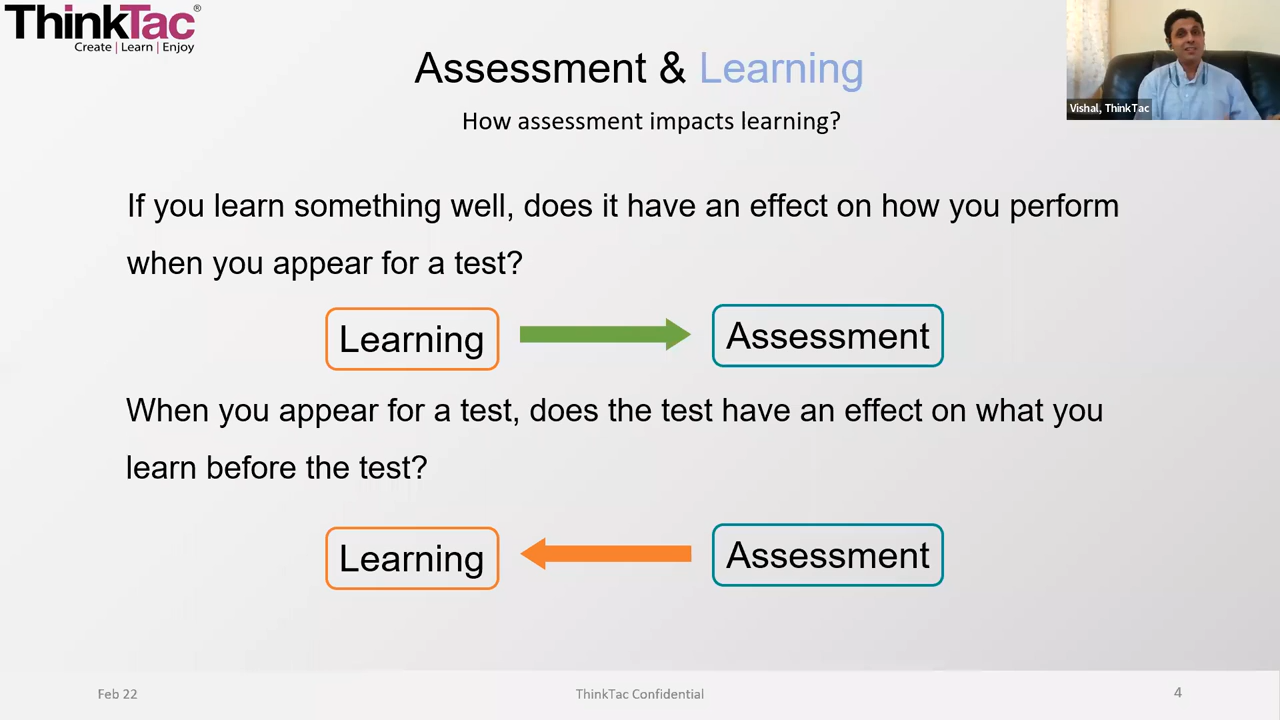 ThinkTac®
Create | Learn | Enjoy
Assessment & Learning
How assessment impacts learning?
Vishal, ThinkTac
If you learn something well, does it have an effect on how you perform
when you appear for a test?
Learning
Assessment
When you appear for a test, does the test have an effect on what you
learn before the test?
Learning
Assessment
Feb 22
ThinkTac Confidential
4